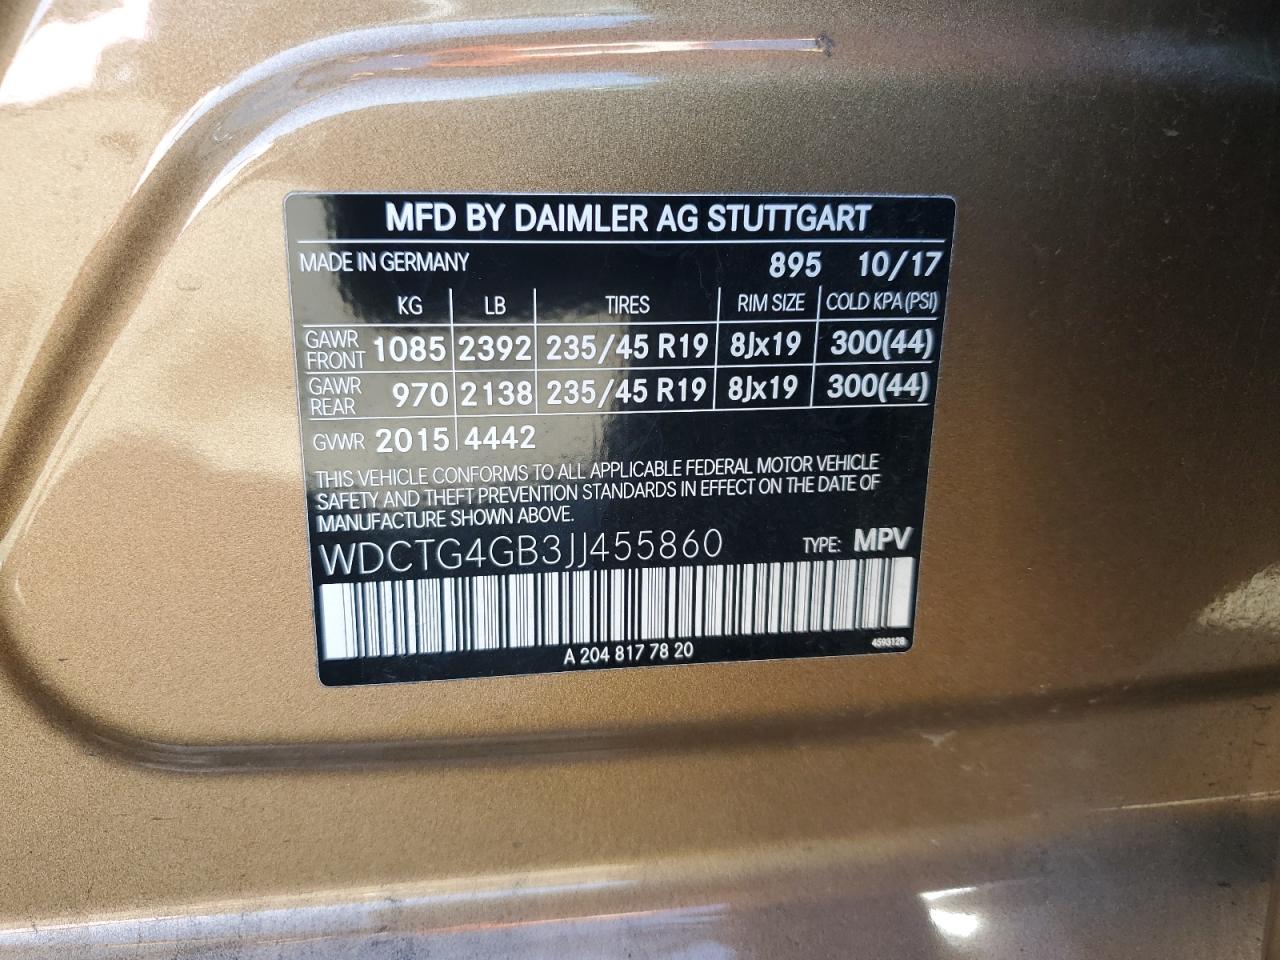 MFD BY DAIMLER AG STUTTGART
MADE IN GERMANY 895 10/17
KG LB TIRES RIM SIZE COLD KPA (PSI)
GAWR FRONT 1085 2392 235/45 R19 8Jx19 300(44)
GAWR REAR 970 2138 235/45 R19 8Jx19 300(44)
GVWR 2015 4442
THIS VEHICLE CONFORMS TO ALL APPLICABLE FEDERAL MOTOR VEHICLE
SAFETY AND THEFT PREVENTION STANDARDS IN EFFECT ON THE DATE OF
MANUFACTURE SHOWN ABOVE.
WDCTG4GB3JJ455860 TYPE: MPV
A 204 817 78 20 4593128